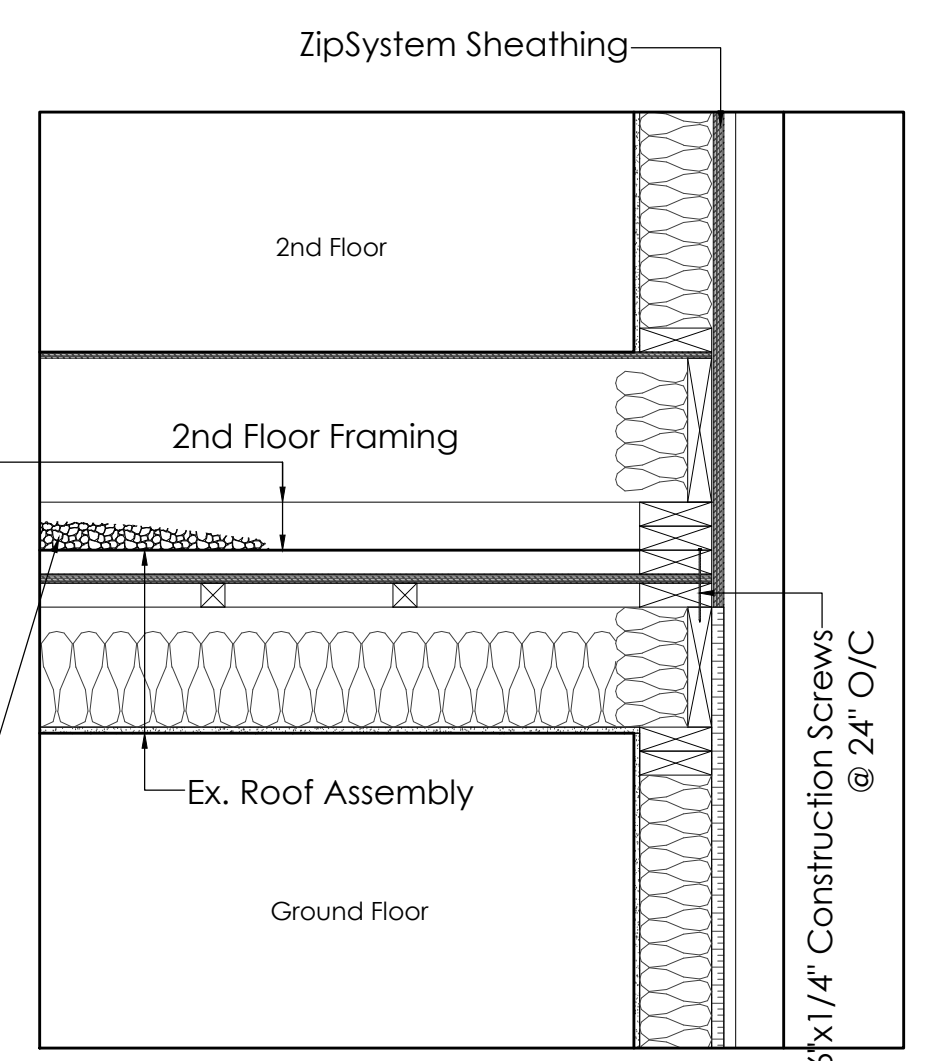 ZipSystem Sheathing
2nd Floor
2nd Floor Framing
Ex. Roof Assembly
Ground Floor
"x1/4" Construction Screws
@ 24" O/C